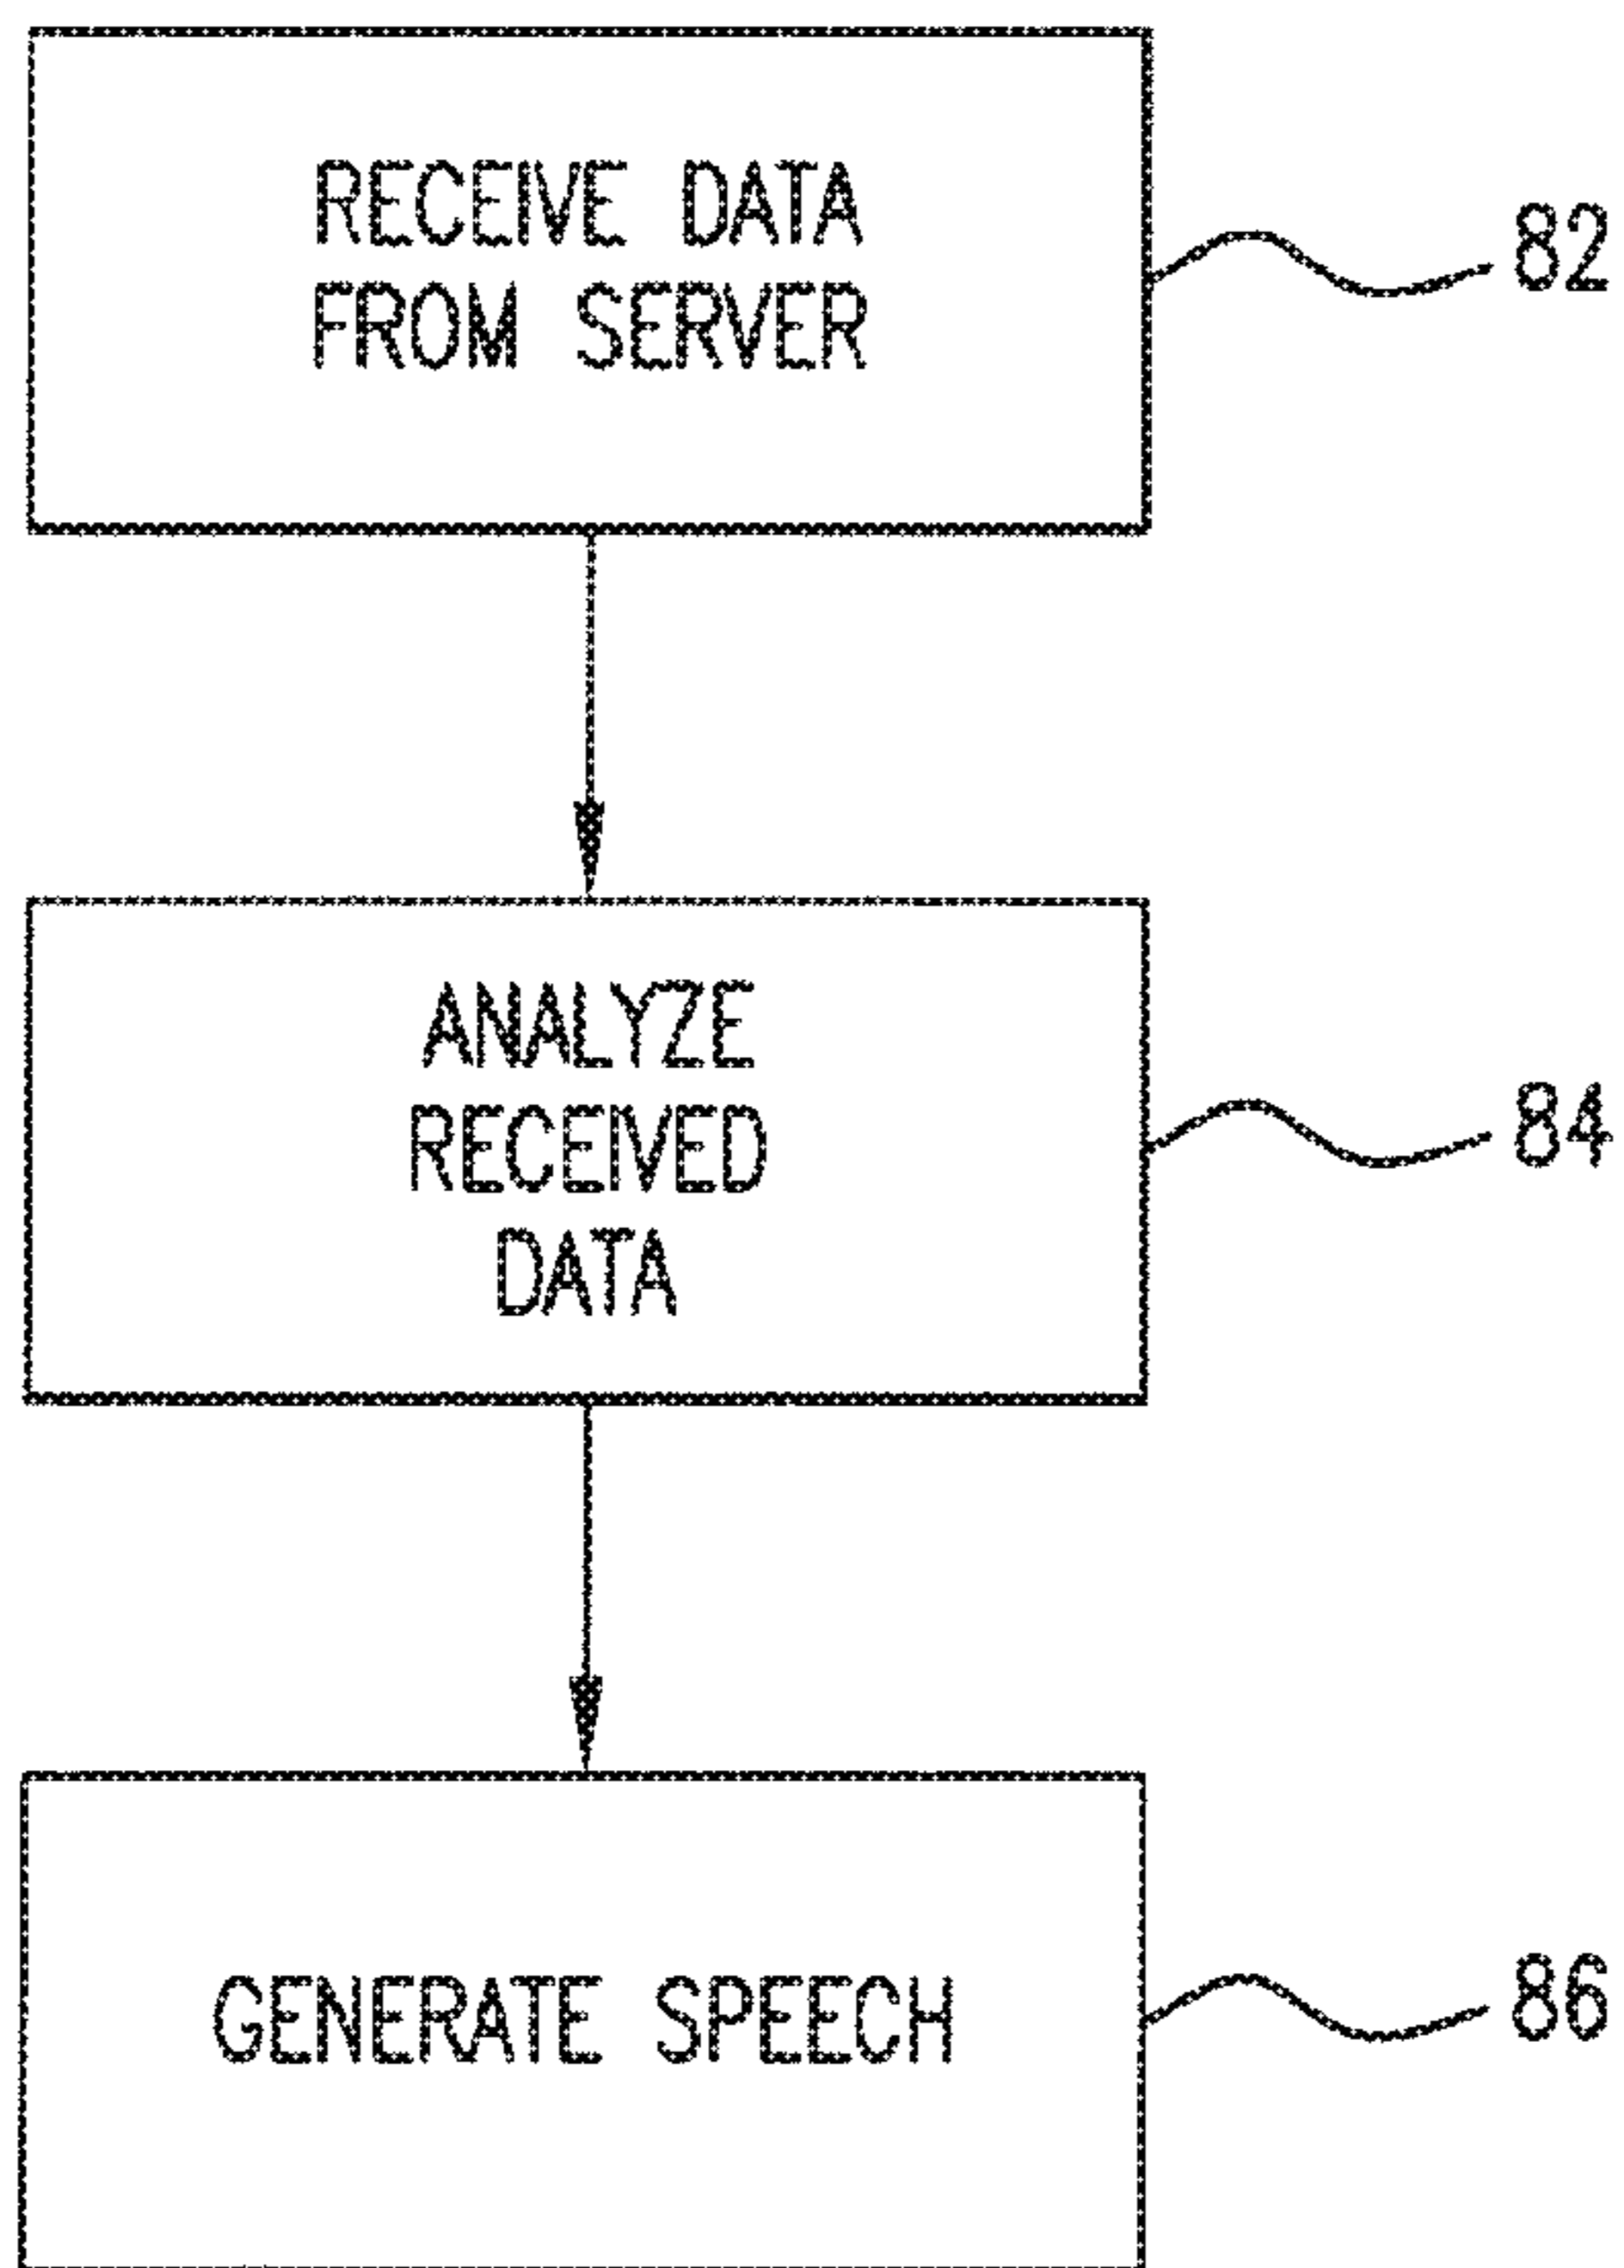 RECEIVE DATA
FROM SERVER
82
ANALYZE
RECEIVED
DATA
84
GENERATE SPEECH
86